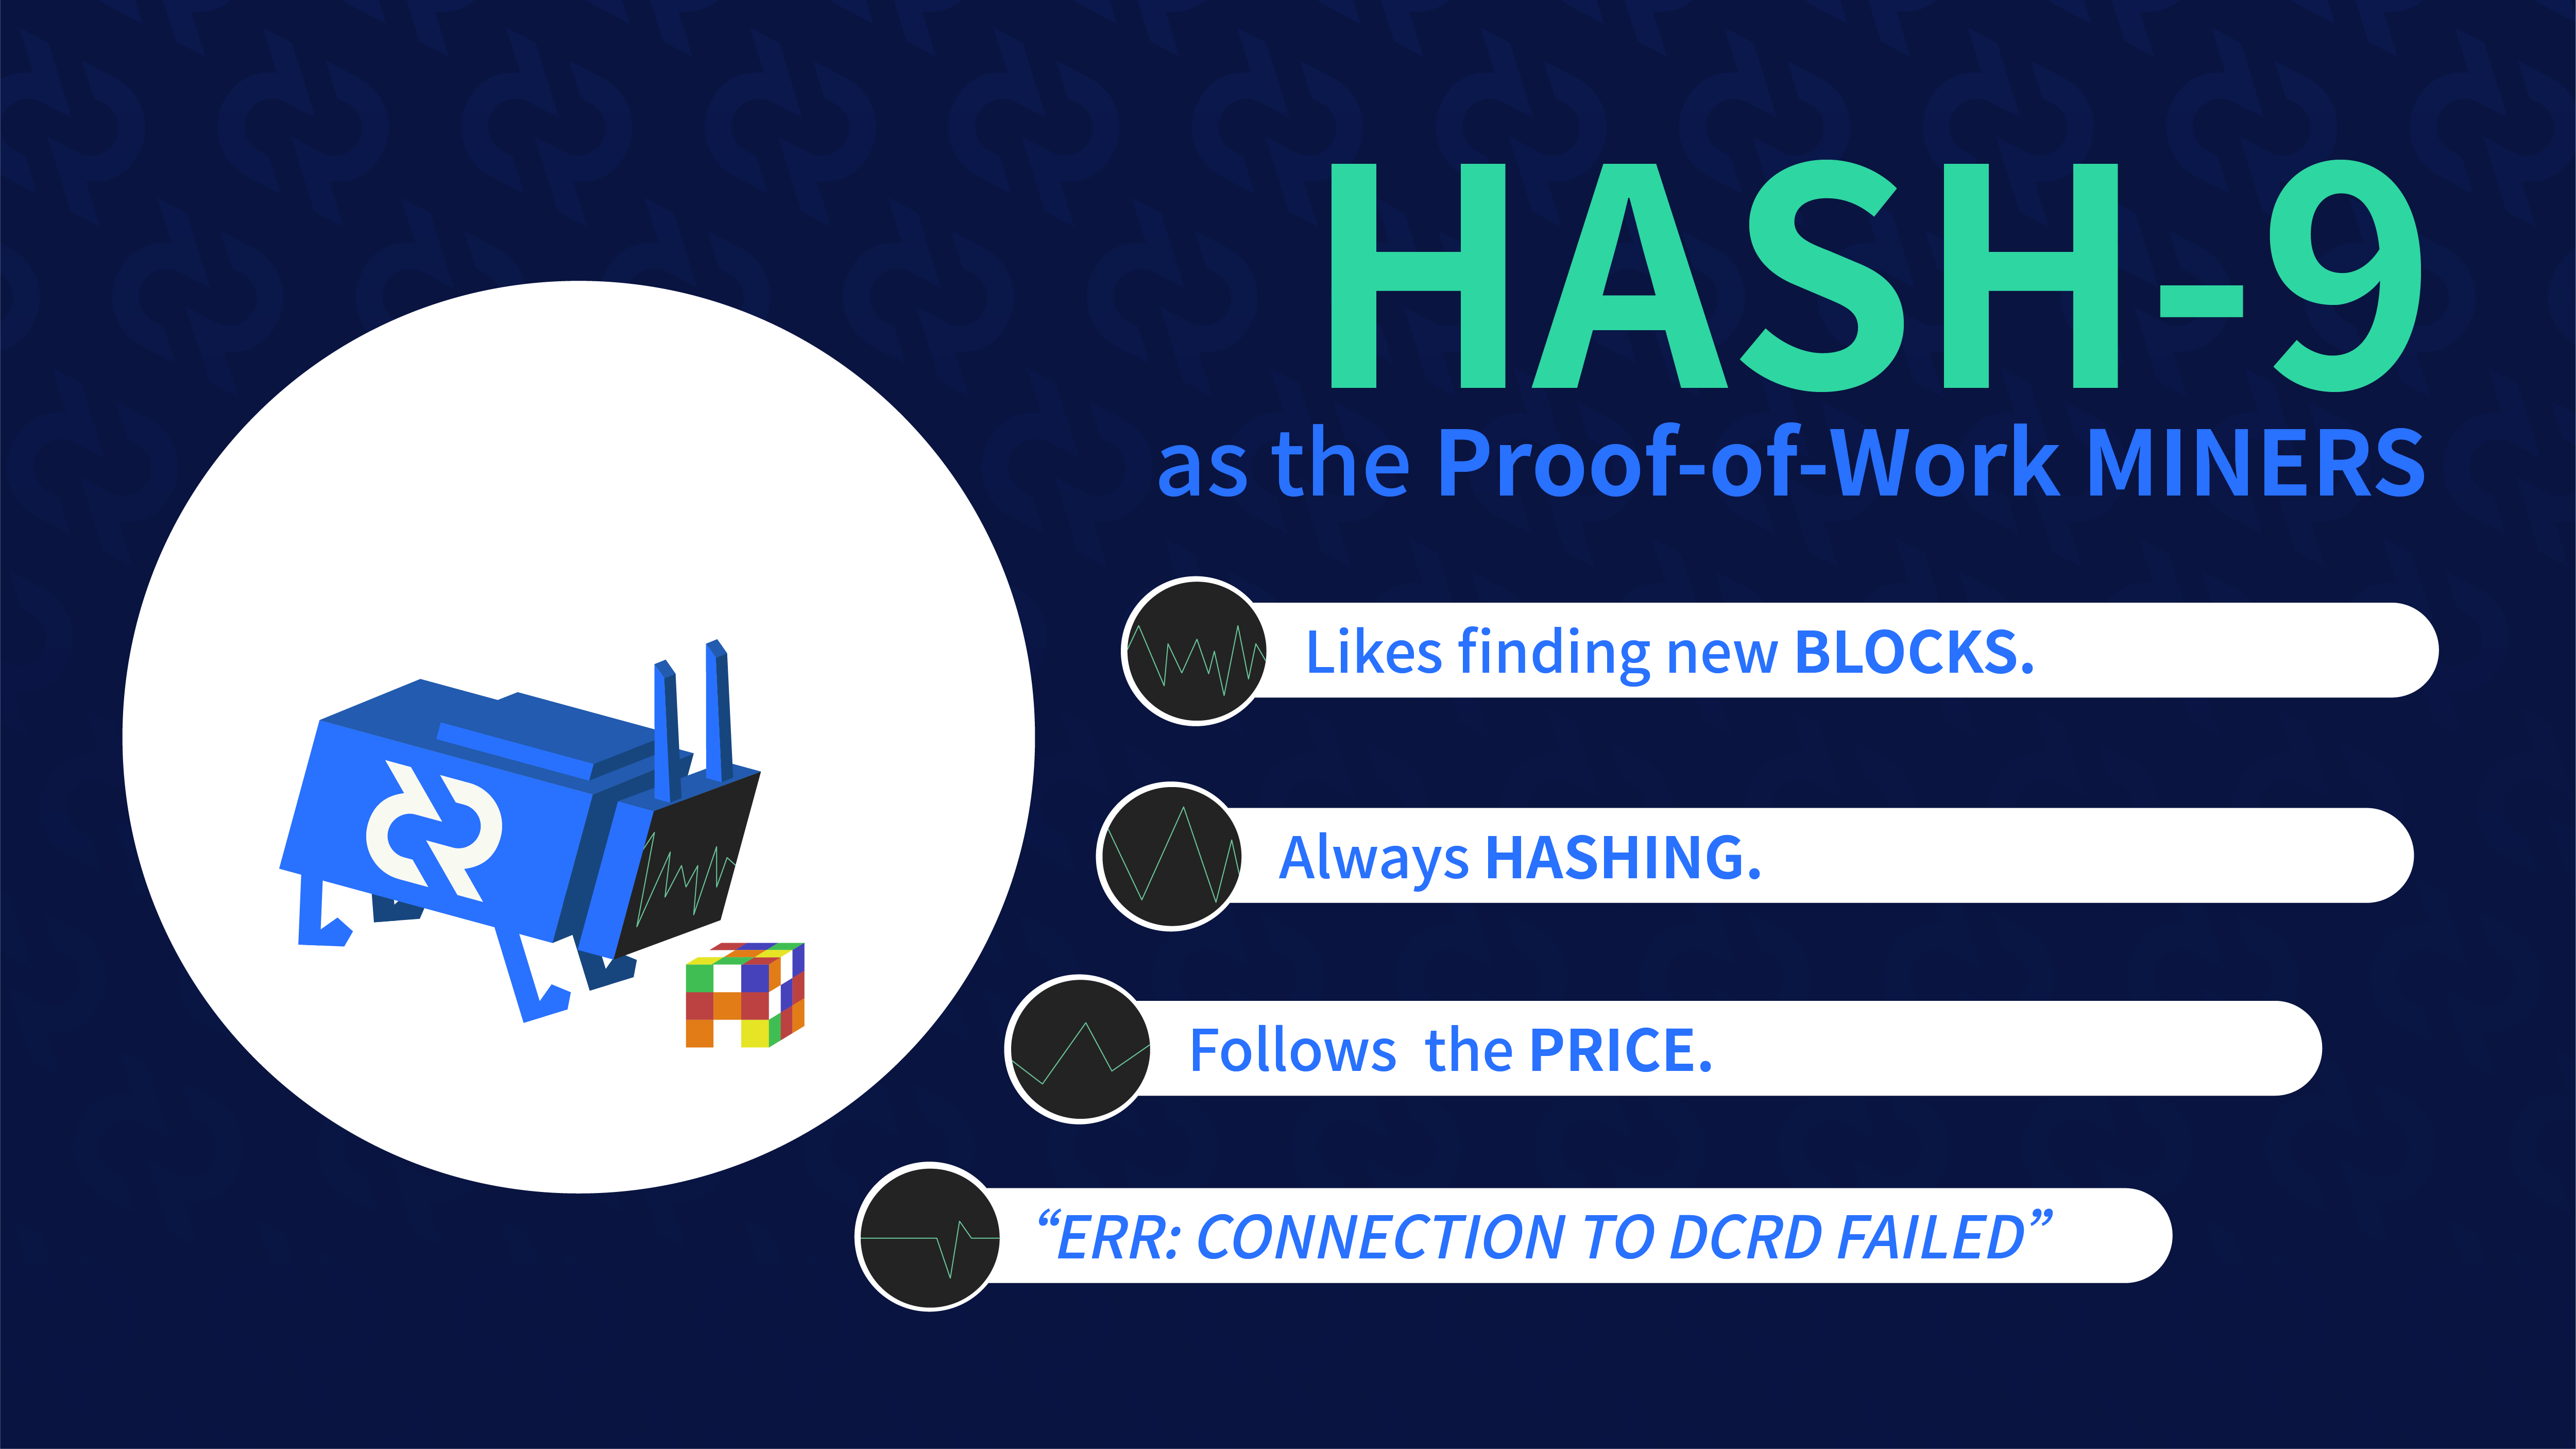 HASH-9
as the Proof-of-Work MINERS
Likes finding new BLOCKS.
Always HASHING.
Follows  the PRICE.
“ERR: CONNECTION TO DCRD FAILED”